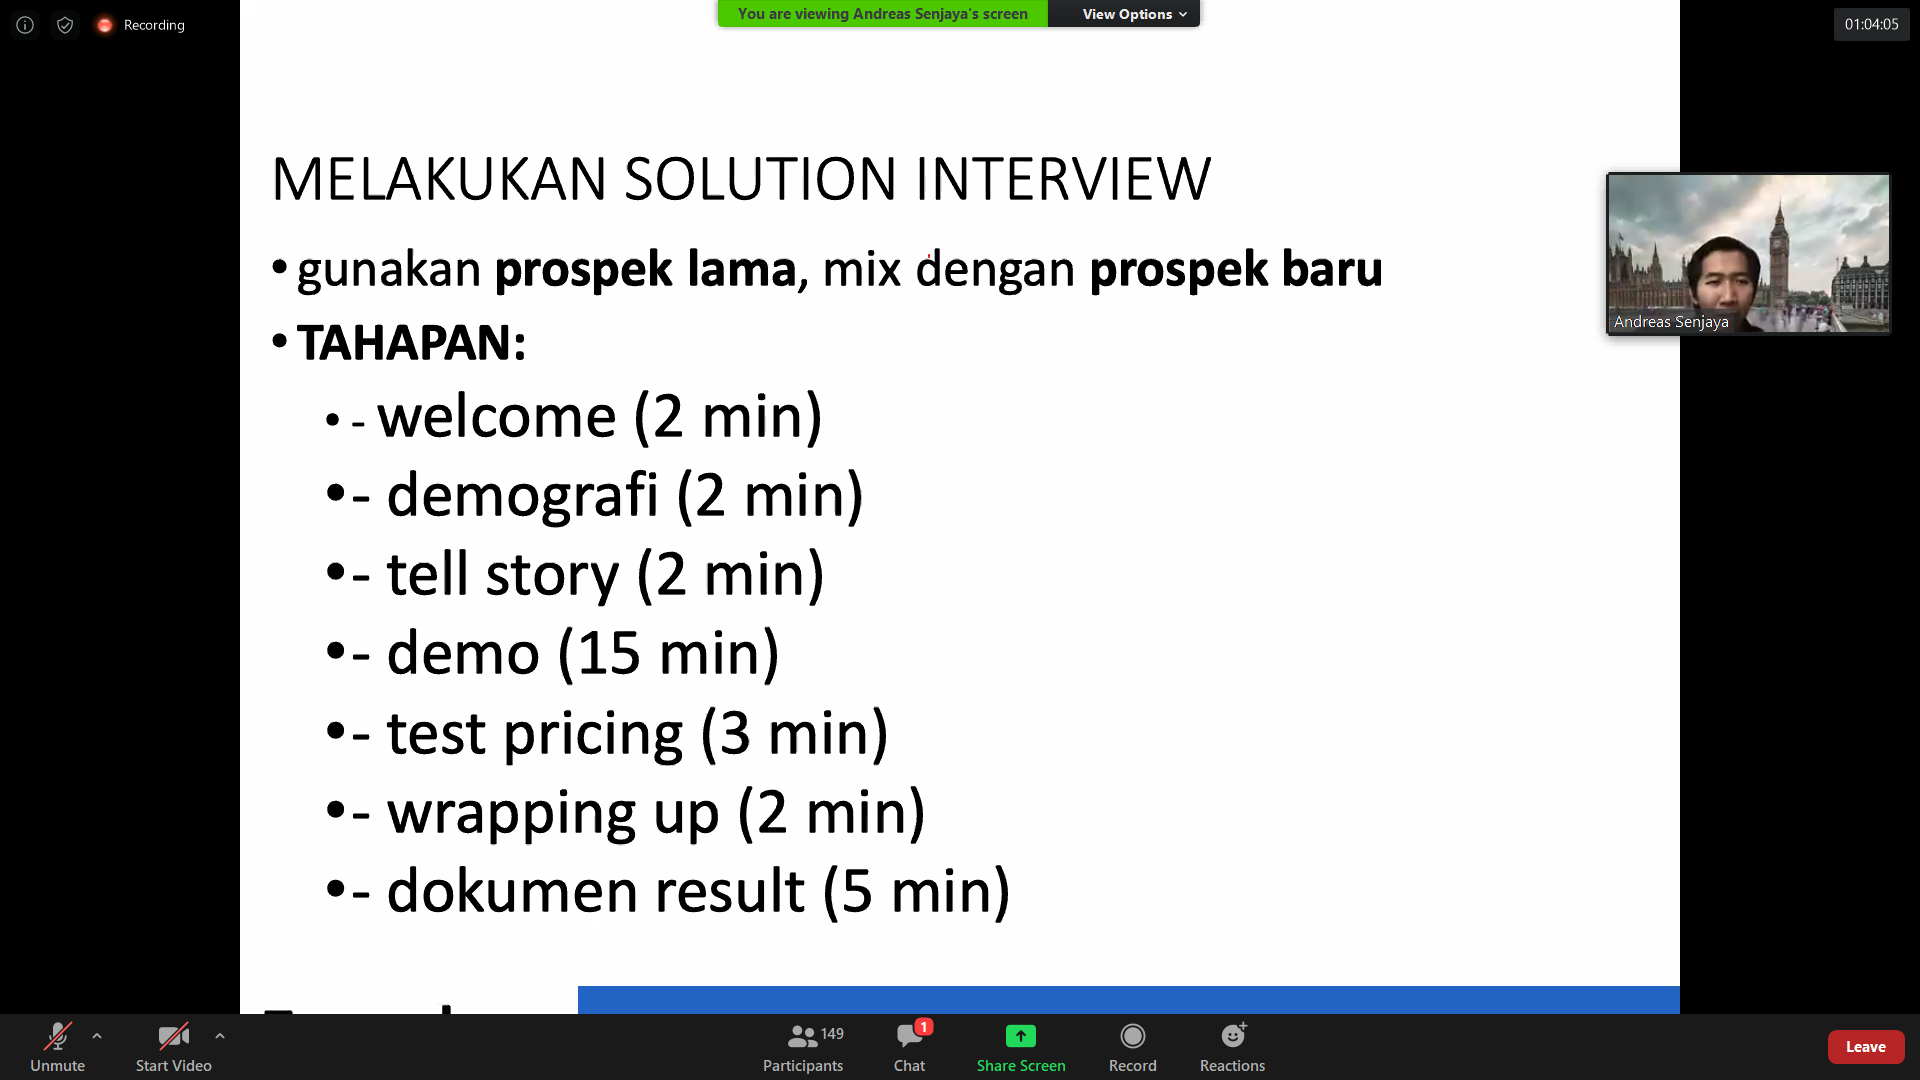 Recording
You are viewing Andreas Senjaya's screen
View Options
01:04:05
MELAKUKAN SOLUTION INTERVIEW
• gunakan prospek lama, mix dengan prospek baru
• TAHAPAN:
• - welcome (2 min)
• - demografi (2 min)
• - tell story (2 min)
• - demo (15 min)
• - test pricing (3 min)
• - wrapping up (2 min)
• - dokumen result (5 min)
Andreas Senjaya
Unmute
Start Video
149
Participants
1
Chat
Share Screen
Record
Reactions
Leave